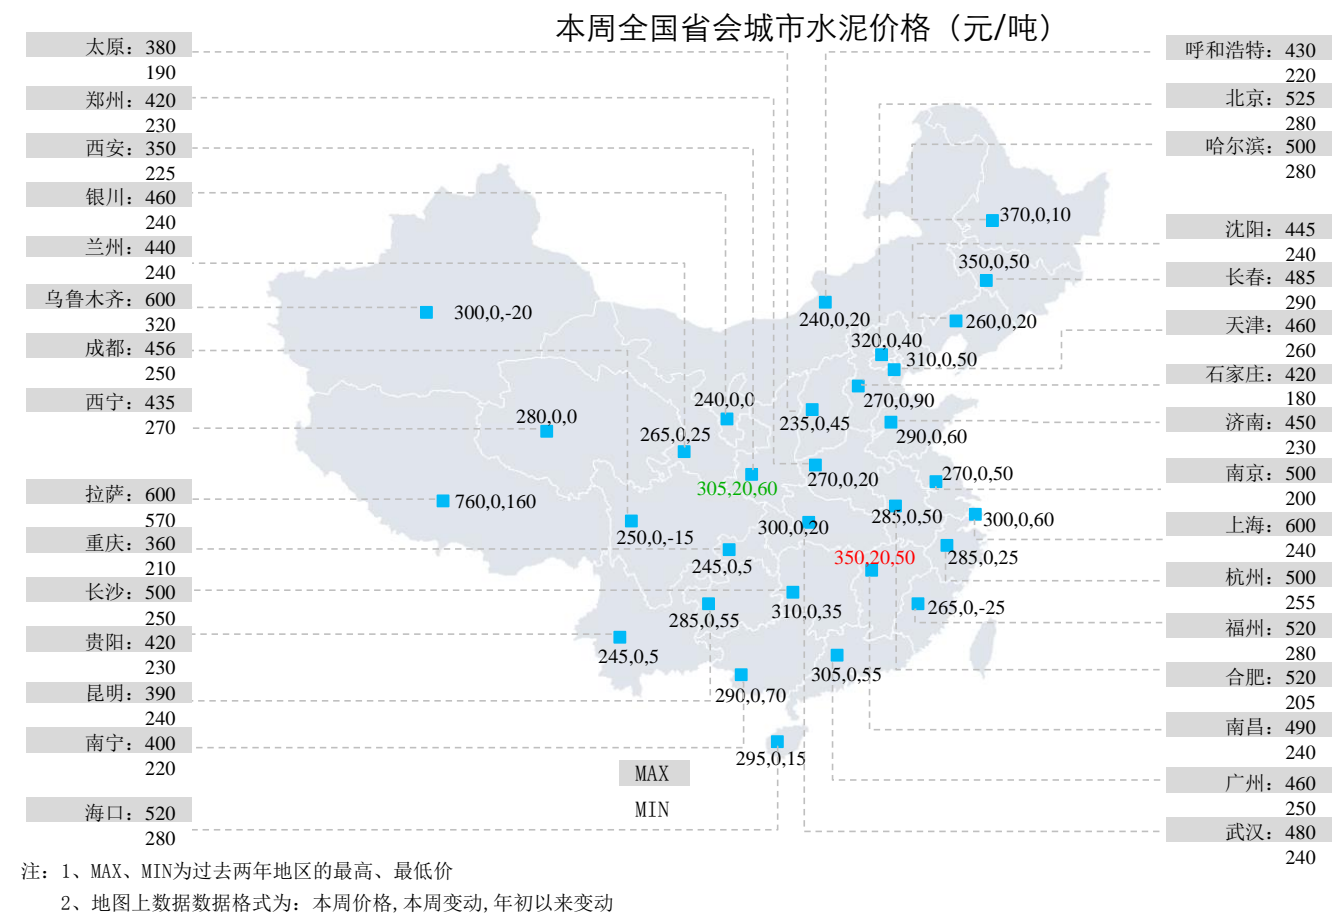 本周全国省会城市水泥价格（元/吨）
太原：380
190
郑州：420
230
西安：350
225
银川：460
240
兰州：440
240
乌鲁木齐：600
320
成都：456
250
西宁：435
270
拉萨：600
570
重庆：360
210
长沙：500
250
贵阳：420
230
昆明：390
240
南宁：400
220
海口：520
280
370,0,10
350,0,50
300,0,-20
240,0,20
260,0,20
320,0,40
310,0,50
240,0,0
270,0,90
280,0,0
235,0,45
265,0,25
290,0,60
305,20,60
270,0,20
270,0,50
760,0,160
285,0,50
300,0,60
300,0,20
250,0,-15
350,20,50
285,0,25
245,0,5
310,0,35
265,0,-25
285,0,55
245,0,5
305,0,55
290,0,70
295,0,15
MAX
MIN
呼和浩特：430
220
北京：525
280
哈尔滨：500
280
沈阳：445
240
长春：485
290
天津：460
260
石家庄：420
180
济南：450
230
南京：500
200
上海：600
240
杭州：500
255
福州：520
280
合肥：520
205
南昌：490
240
广州：460
250
武汉：480
240
注：1、MAX、MIN为过去两年地区的最高、最低价
2、地图上数据数据格式为：本周价格,本周变动,年初以来变动